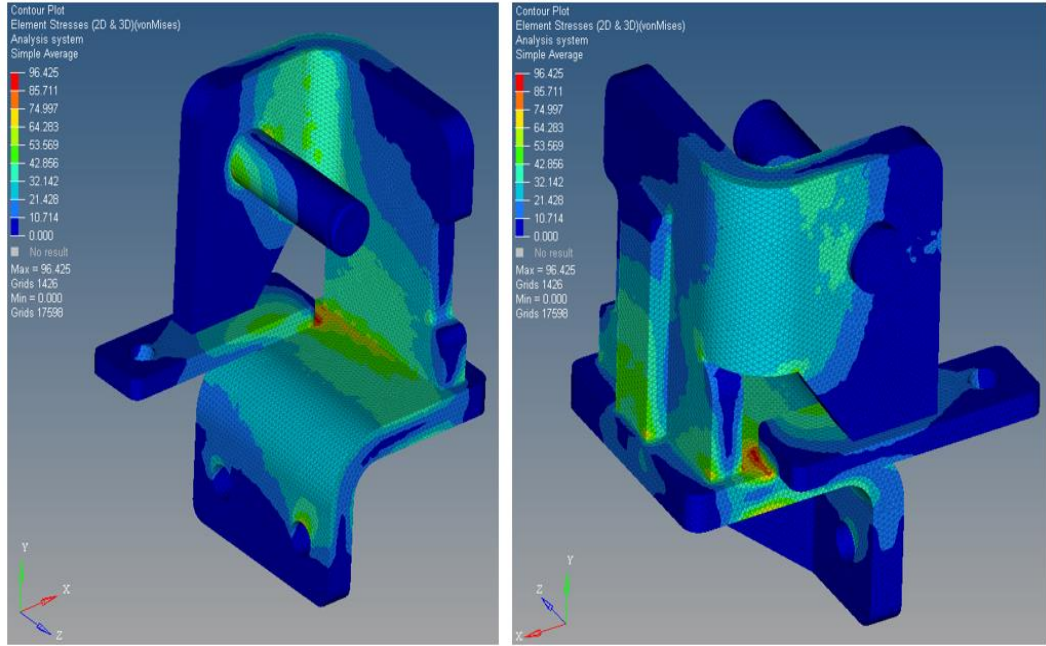 Contour Plot
Element Stresses (2D & 3D)(vonMises)
Analysis system
Simple Average
96.425
85.711
74.997
64.283
53.569
42.856
32.142
21.428
10.714
0.000
No result
Max = 96.425
Grids 1426
Min = 0.000
Grids 17598
Y
X
Z
Contour Plot
Element Stresses (2D & 3D)(vonMises)
Analysis system
Simple Average
96.425
85.711
74.997
64.283
53.569
42.856
32.142
21.428
10.714
0.000
No result
Max = 96.425
Grids 1426
Min = 0.000
Grids 17598
Y
Z
X